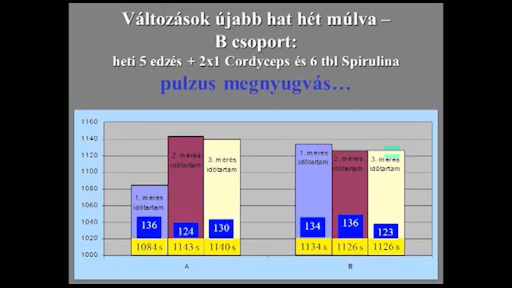 Változások újabb hat hét múlva –
B csoport:
heti 5 edzés + 2x1 Cordyceps és 6 tbl Spirulina
pulzus megnyugvás…
1160
1140
1120
1100
1080
1060
1040
1020
1000
1. mérés
időtartam
2. mérés
időtartam
3. mérés
időtartam
1. mérés
időtartam
2. mérés
időtartam
3. mérés
időtartam
136 124 130 134 136 123
1084 s 1143 s 1140 s 1134 s 1126 s 1126 s
A B